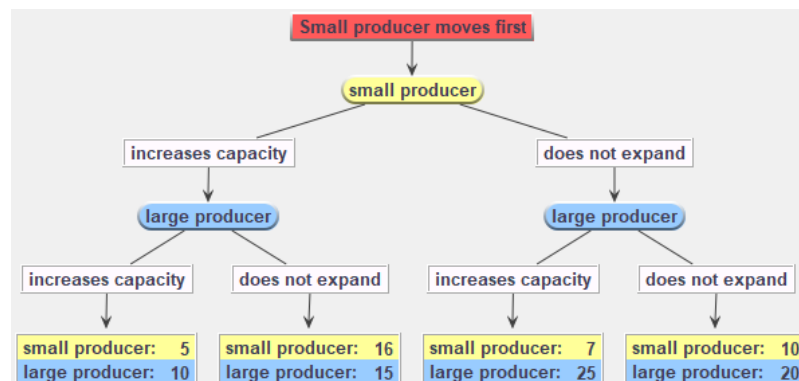 Small producer moves first
small producer
increases capacity
does not expand
large producer
large producer
increases capacity
does not expand
increases capacity
does not expand
small producer: 5
large producer: 10
small producer: 16
large producer: 15
small producer: 7
large producer: 25
small producer: 10
large producer: 20